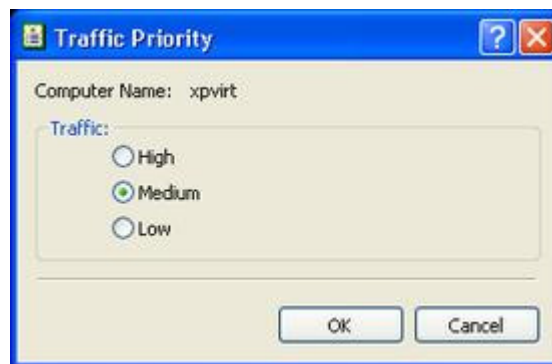 Traffic Priority
Computer Name: xpvirt
Traffic:
High
Medium
Low
OK
Cancel